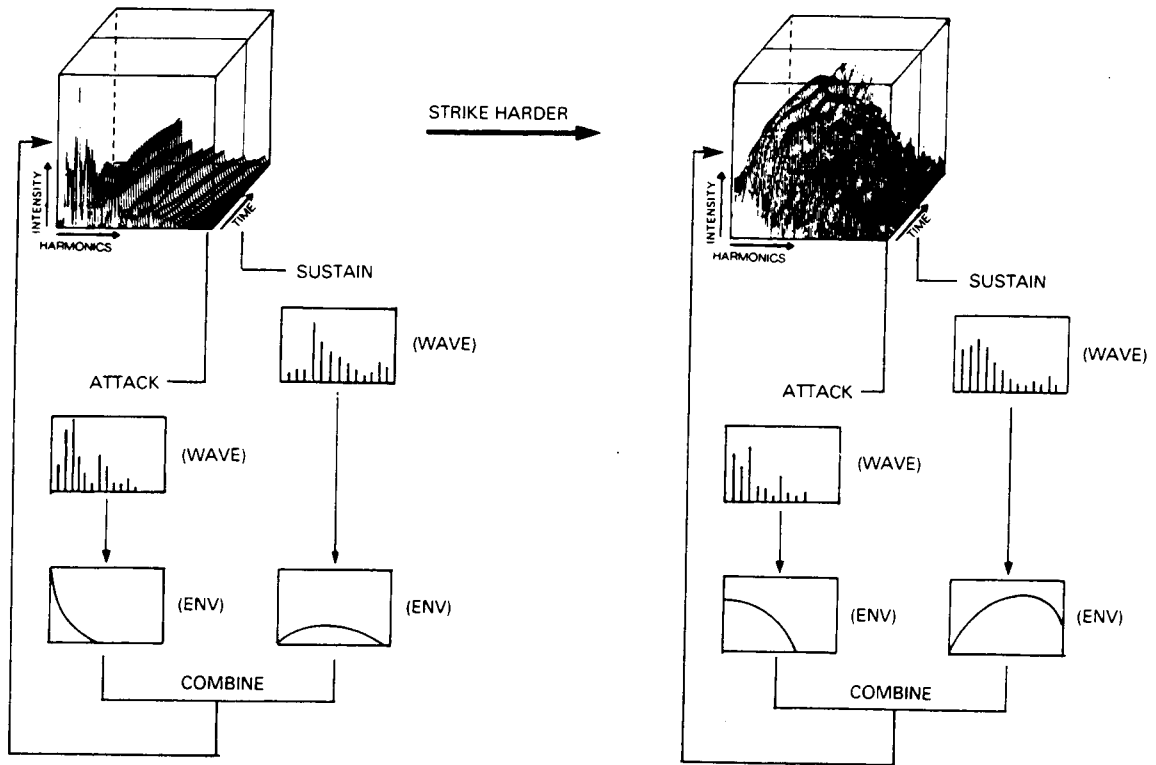 INTENSITY
HARMONICS
TIME
SUSTAIN
(WAVE)
ATTACK
(WAVE)
(ENV)
(ENV)
COMBINE
STRIKE HARDER
INTENSITY
HARMONICS
TIME
SUSTAIN
(WAVE)
ATTACK
(WAVE)
(ENV)
(ENV)
COMBINE